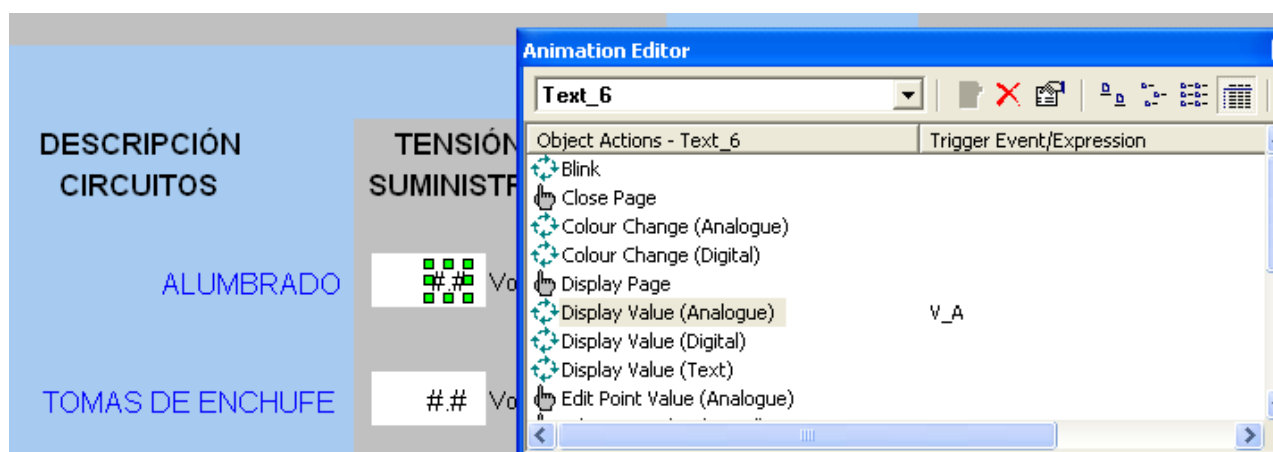 Animation Editor
Text_6
Object Actions - Text_6 Trigger Event/Expression
Blink
Close Page
Colour Change (Analogue)
Colour Change (Digital)
Display Page
Display Value (Analogue) V_A
Display Value (Digital)
Display Value (Text)
Edit Point Value (Analogue)
DESCRIPCIÓN
CIRCUITOS
TENSIÓN
SUMINISTR
ALUMBRADO
#.# Vo
TOMAS DE ENCHUFE
#.# Vo